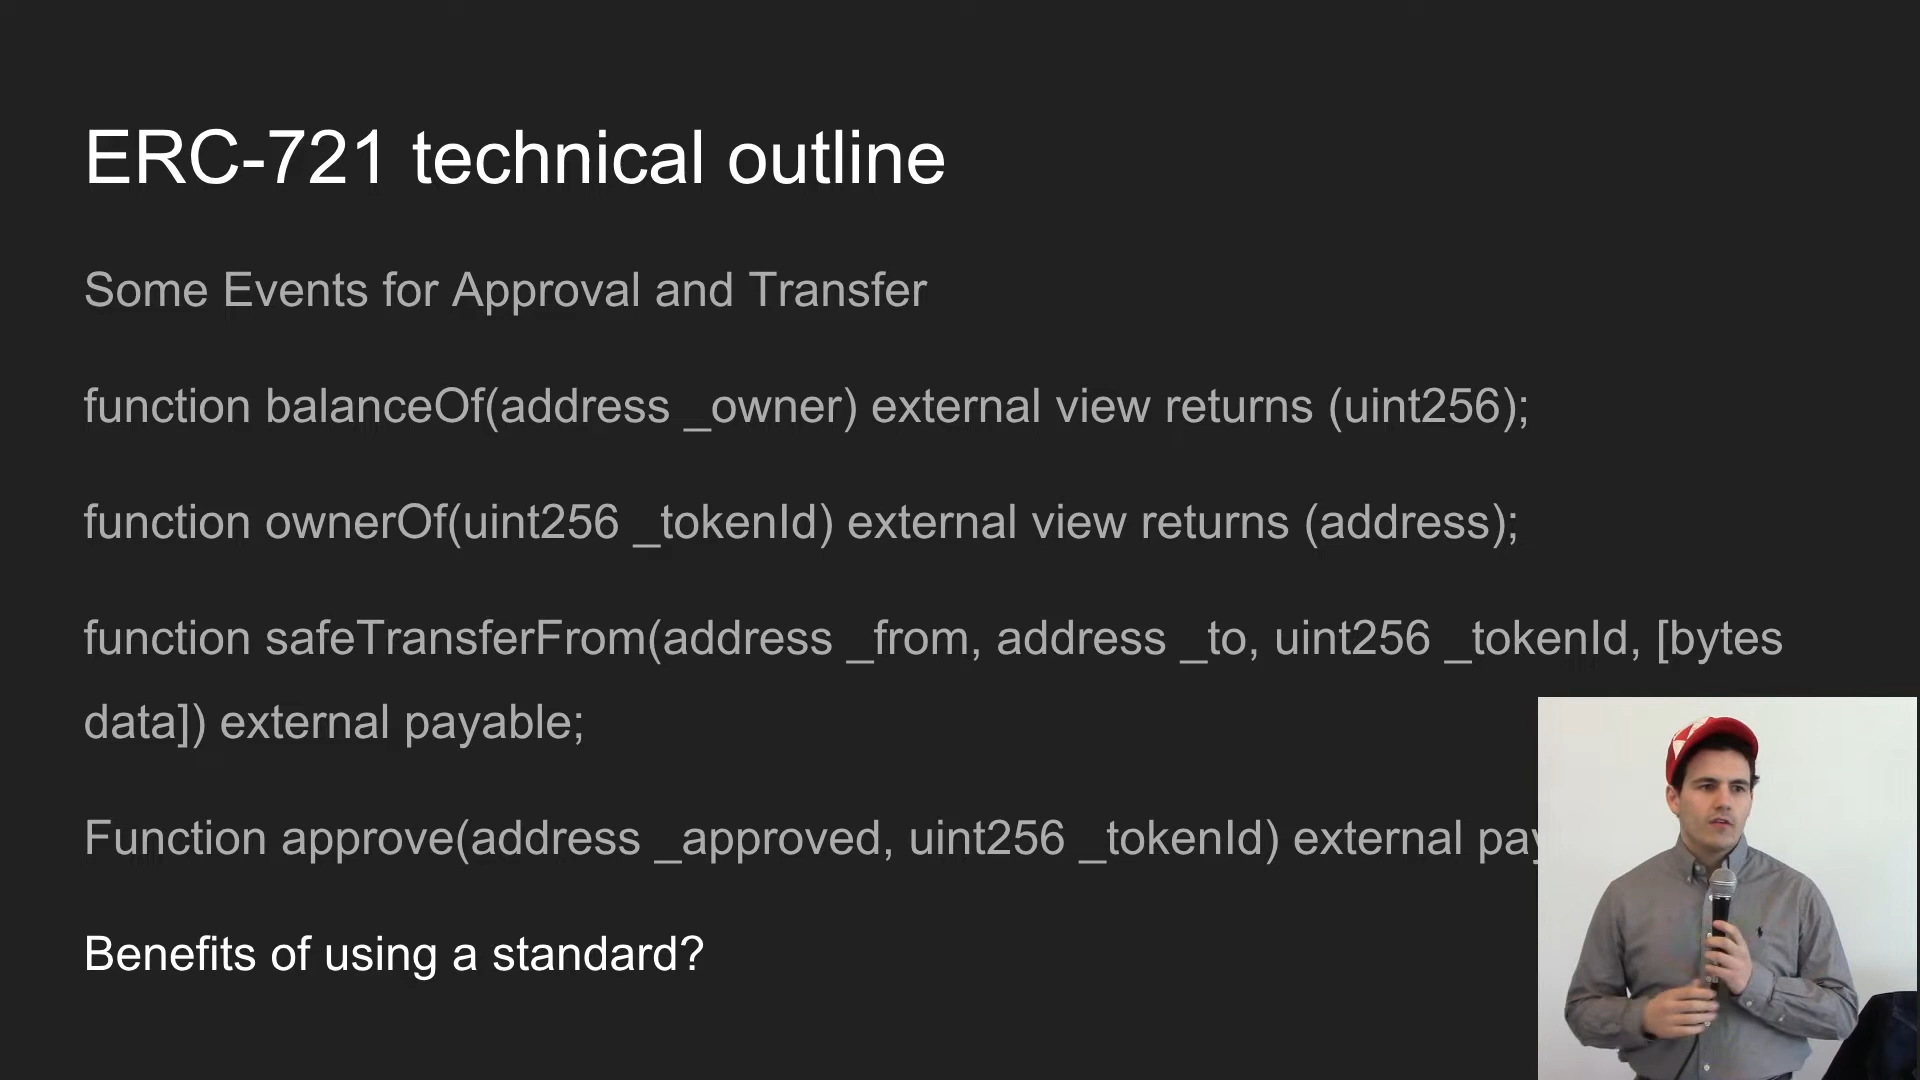 ERC-721 technical outline
Some Events for Approval and Transfer
function balanceOf(address _owner) external view returns (uint256);
function ownerOf(uint256 _tokenId) external view returns (address);
function safeTransferFrom(address _from, address _to, uint256 _tokenId, [bytes
data]) external payable;
Function approve(address _approved, uint256 _tokenId) external
Benefits of using a standard?